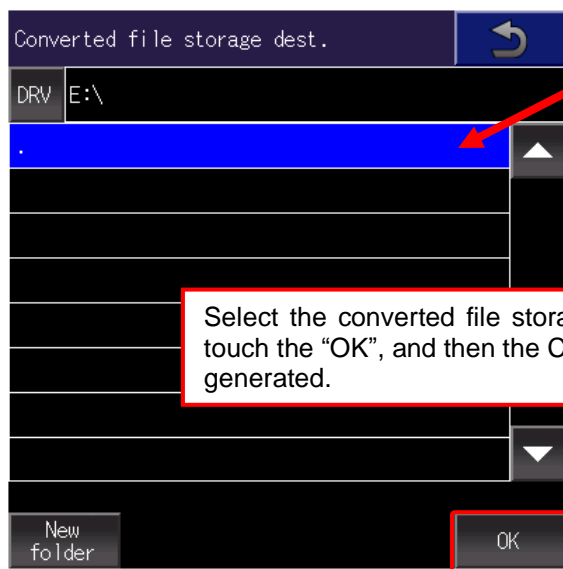 Converted file storage dest.
DRV E:\
.
Select the converted file
touch the “OK”, and then the
generated.
New
folder
OK